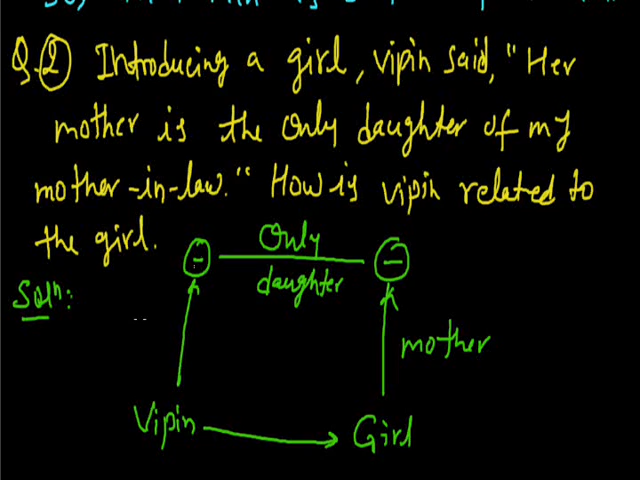 Q.2 Introducing a girl, vipin said, "Her
mother is the only daughter of my
mother-in-law." How is vipin related to
the girl.
Only
daughter
Soln:
mother
Vipin
Girl